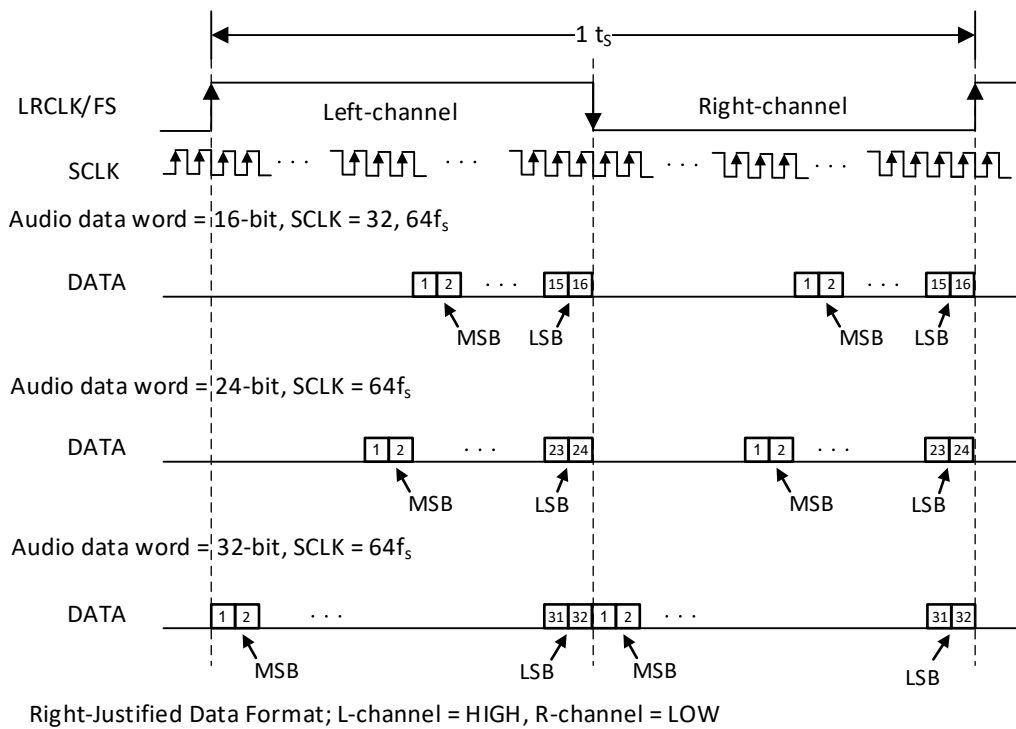 1 tS
LRCLK/FS
Left-channel
Right-channel
SCLK
. . .
. . .
. . .
. . .
Audio data word = 16-bit, SCLK = 32, 64fs
DATA
1 2 . . . 15 16 1 2 . . . 15 16
MSB LSB MSB LSB
Audio data word = 24-bit, SCLK = 64fs
DATA
1 2 . . . 23 24 1 2 . . . 23 24
MSB LSB MSB LSB
Audio data word = 32-bit, SCLK = 64fs
DATA
1 2 . . . 31 32 1 2 . . . 31 32
MSB LSB MSB LSB
Right-Justified Data Format; L-channel = HIGH, R-channel = LOW